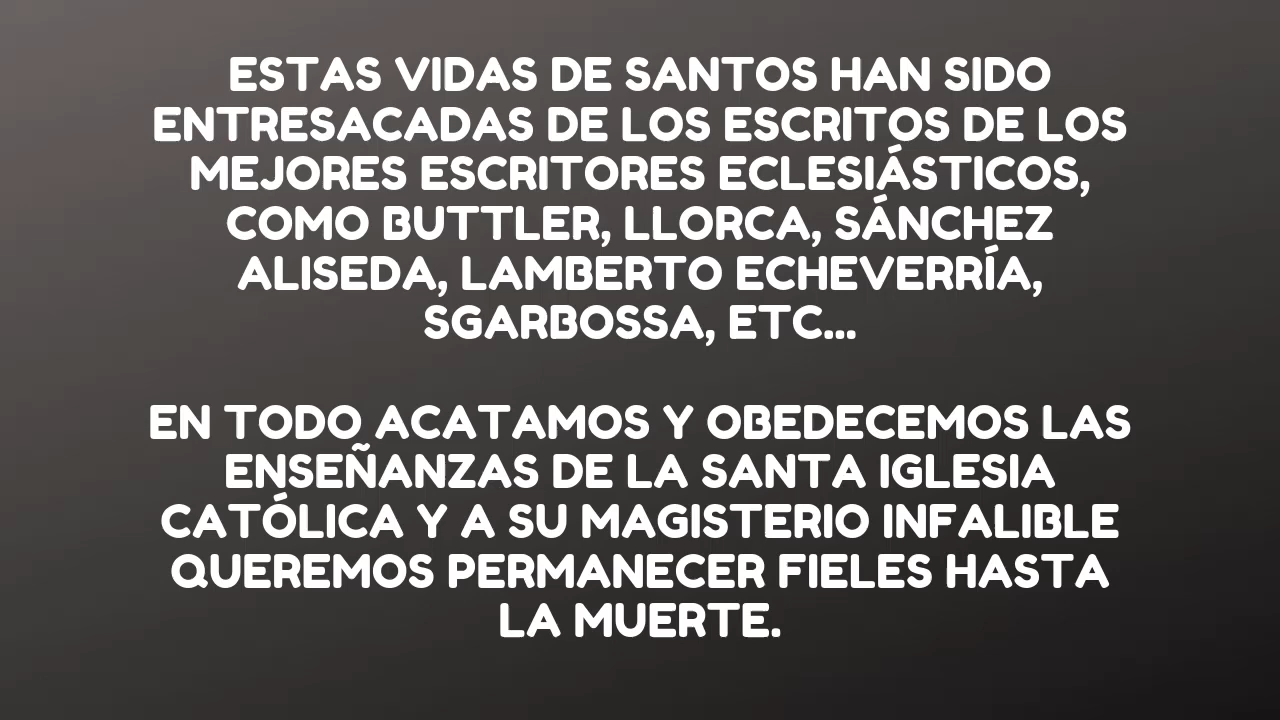 ESTAS VIDAS DE SANTOS HAN SIDO
ENTRESACADAS DE LOS ESCRITOS DE LOS
MEJORES ESCRITORES ECLESIÁSTICOS,
COMO BUTTLER, LLORCA, SÁNCHEZ
ALISEDA, LAMBERTO ECHEVERRÍA,
SGARBOSSA, ETC...
EN TODO ACATAMOS Y OBEDECEMOS LAS
ENSEÑANZAS DE LA SANTA IGLESIA
CATÓLICA Y A SU MAGISTERIO INFALIBLE
QUEREMOS PERMANECER FIELES HASTA
LA MUERTE.